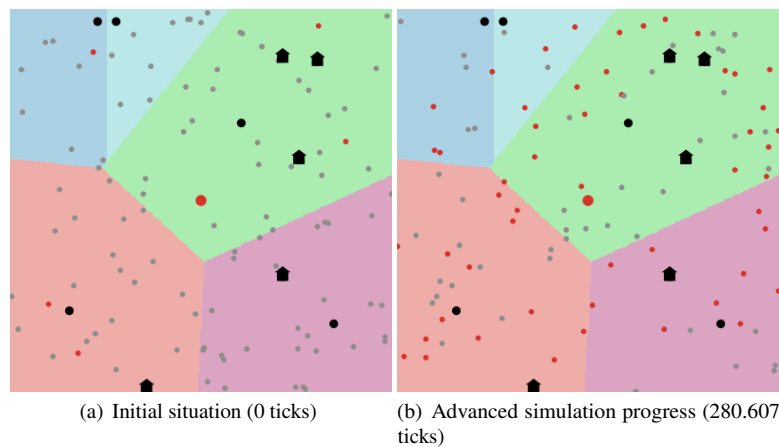 (a) Initial situation (0 ticks)
(b) Advanced simulation progress (280.607
ticks)